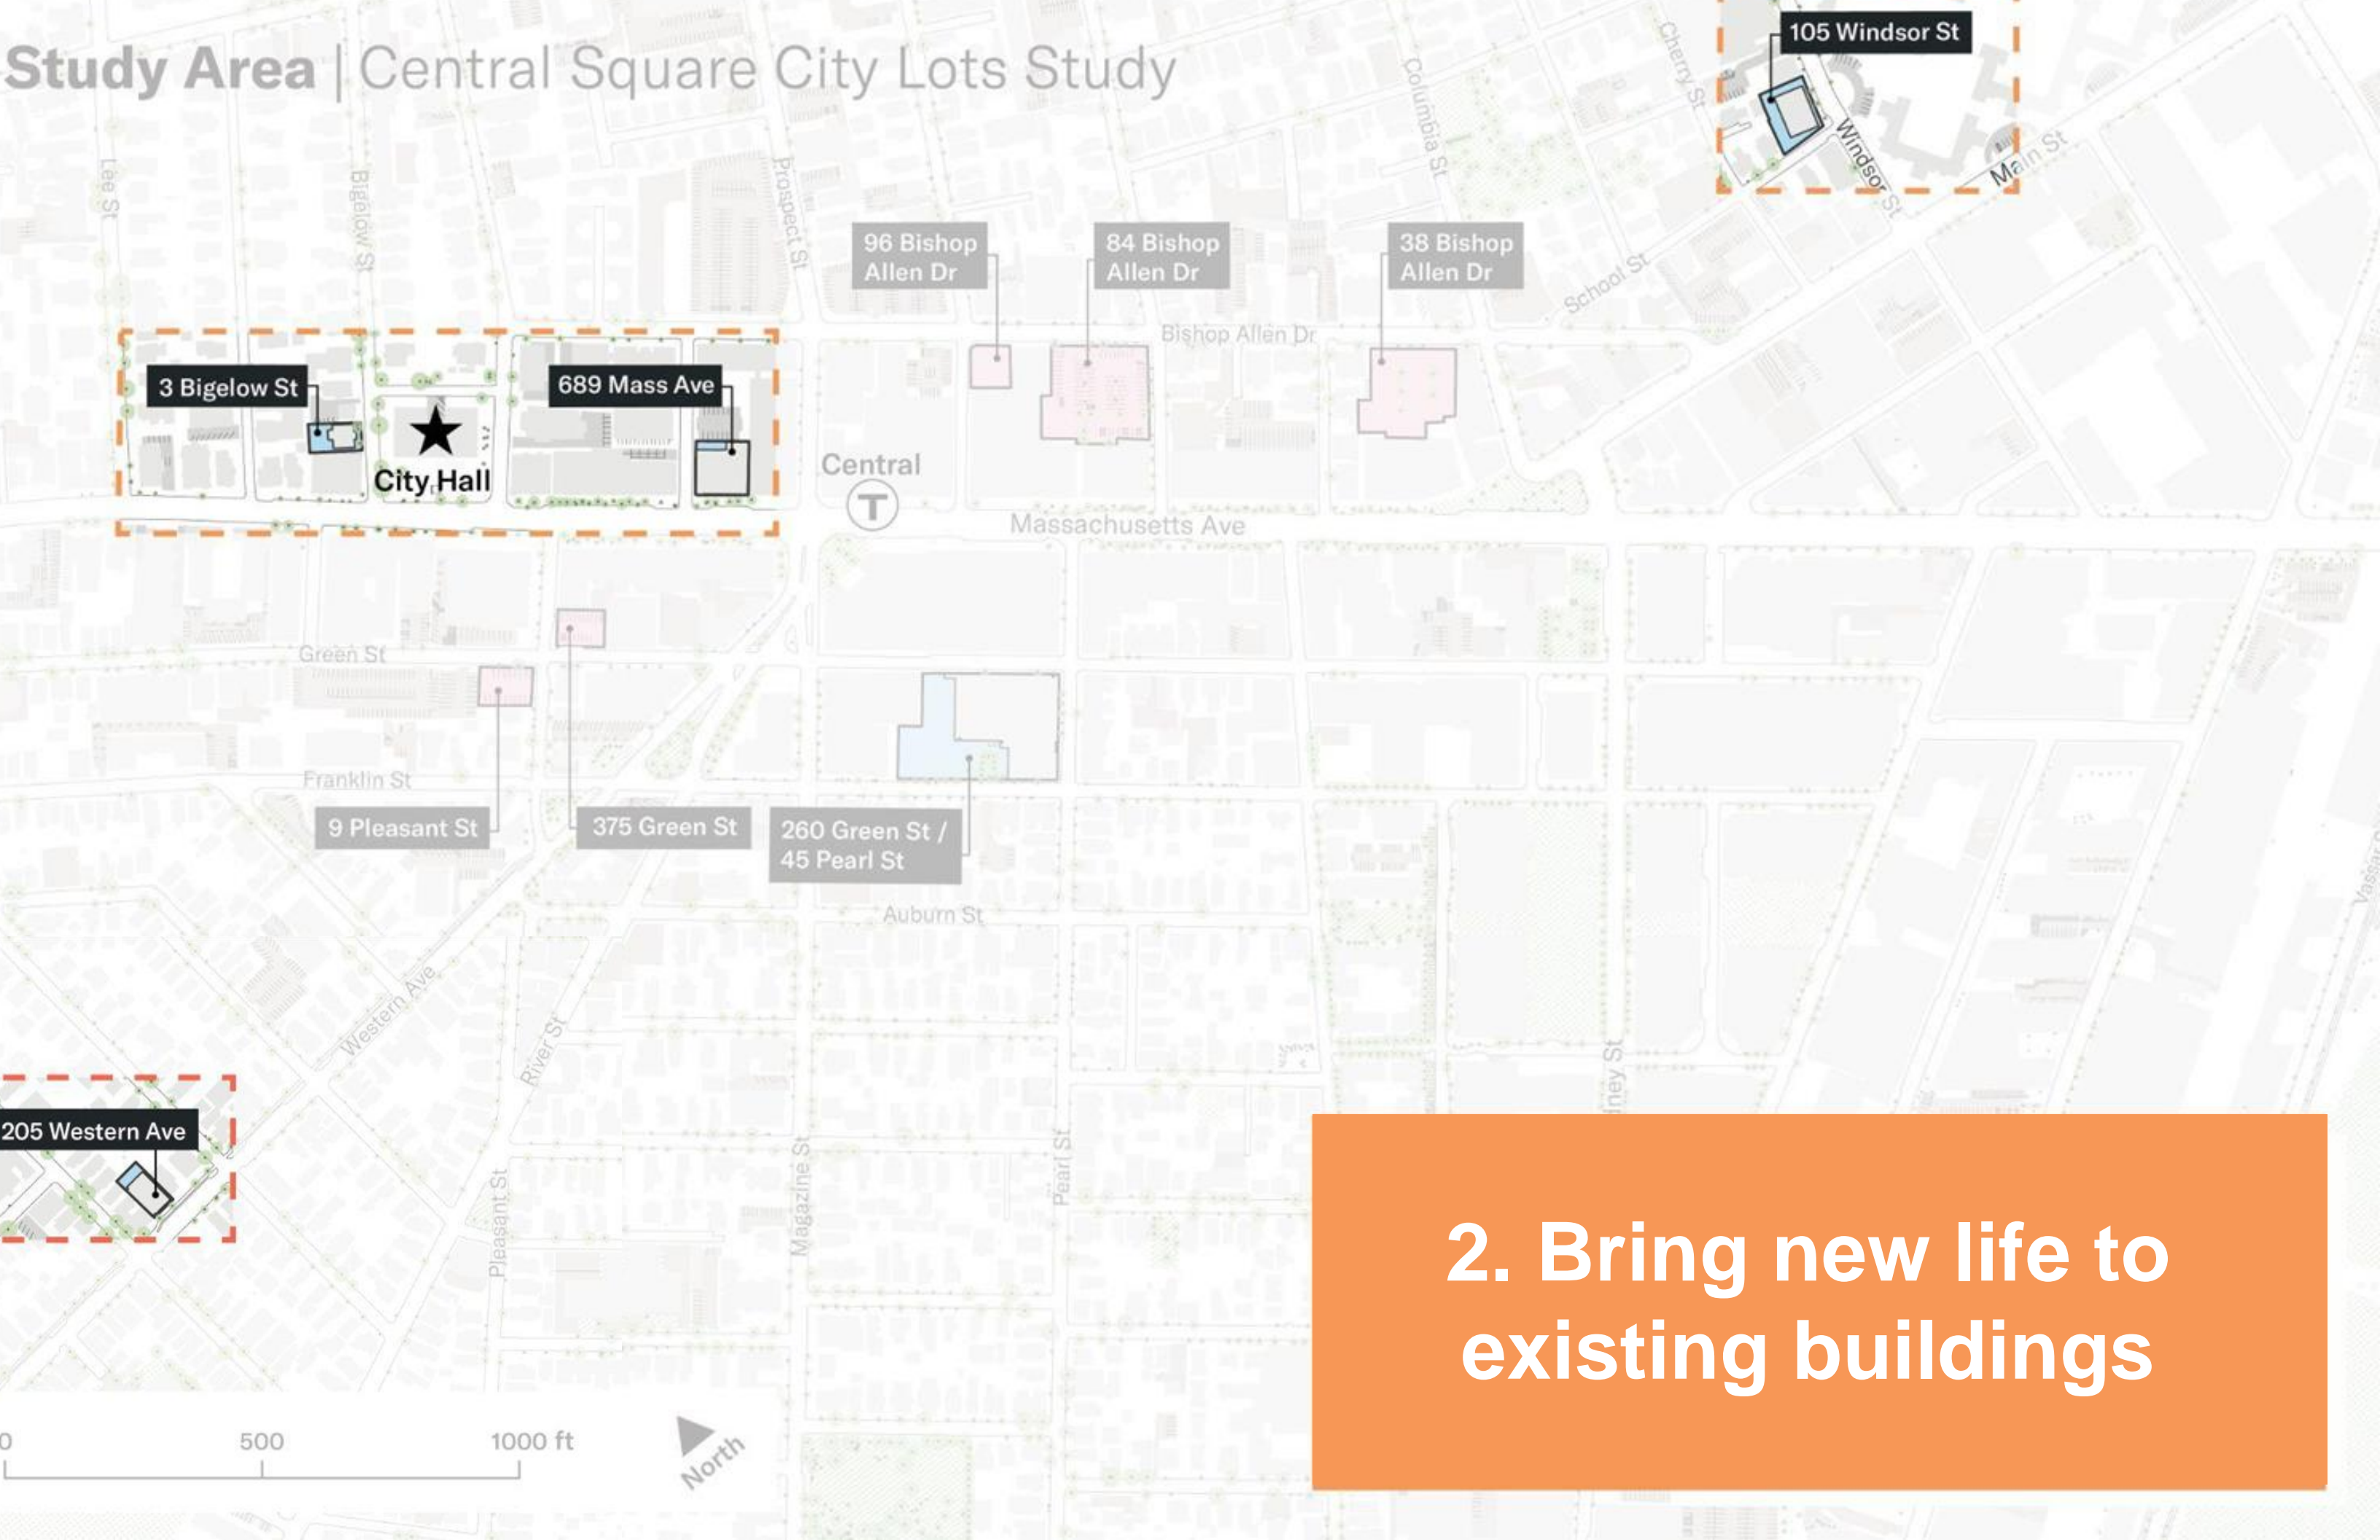 Study Area | Central Square City Lots Study
105 Windsor St
Cherry St
Columbia St
Windsor St
Main St
Lee St
Bigelow St
Prospect St
96 Bishop
Allen Dr
84 Bishop
Allen Dr
38 Bishop
Allen Dr
School St
Bishop Allen Dr
3 Bigelow St
689 Mass Ave
City Hall
Central
T
Massachusetts Ave
Green St
Franklin St
9 Pleasant St
375 Green St
260 Green St /
45 Pearl St
Auburn St
Western Ave
River St
205 Western Ave
Pleasant St
Magazine St
Pearl St
2. Bring new life to
existing buildings
0
500
1000 ft
North